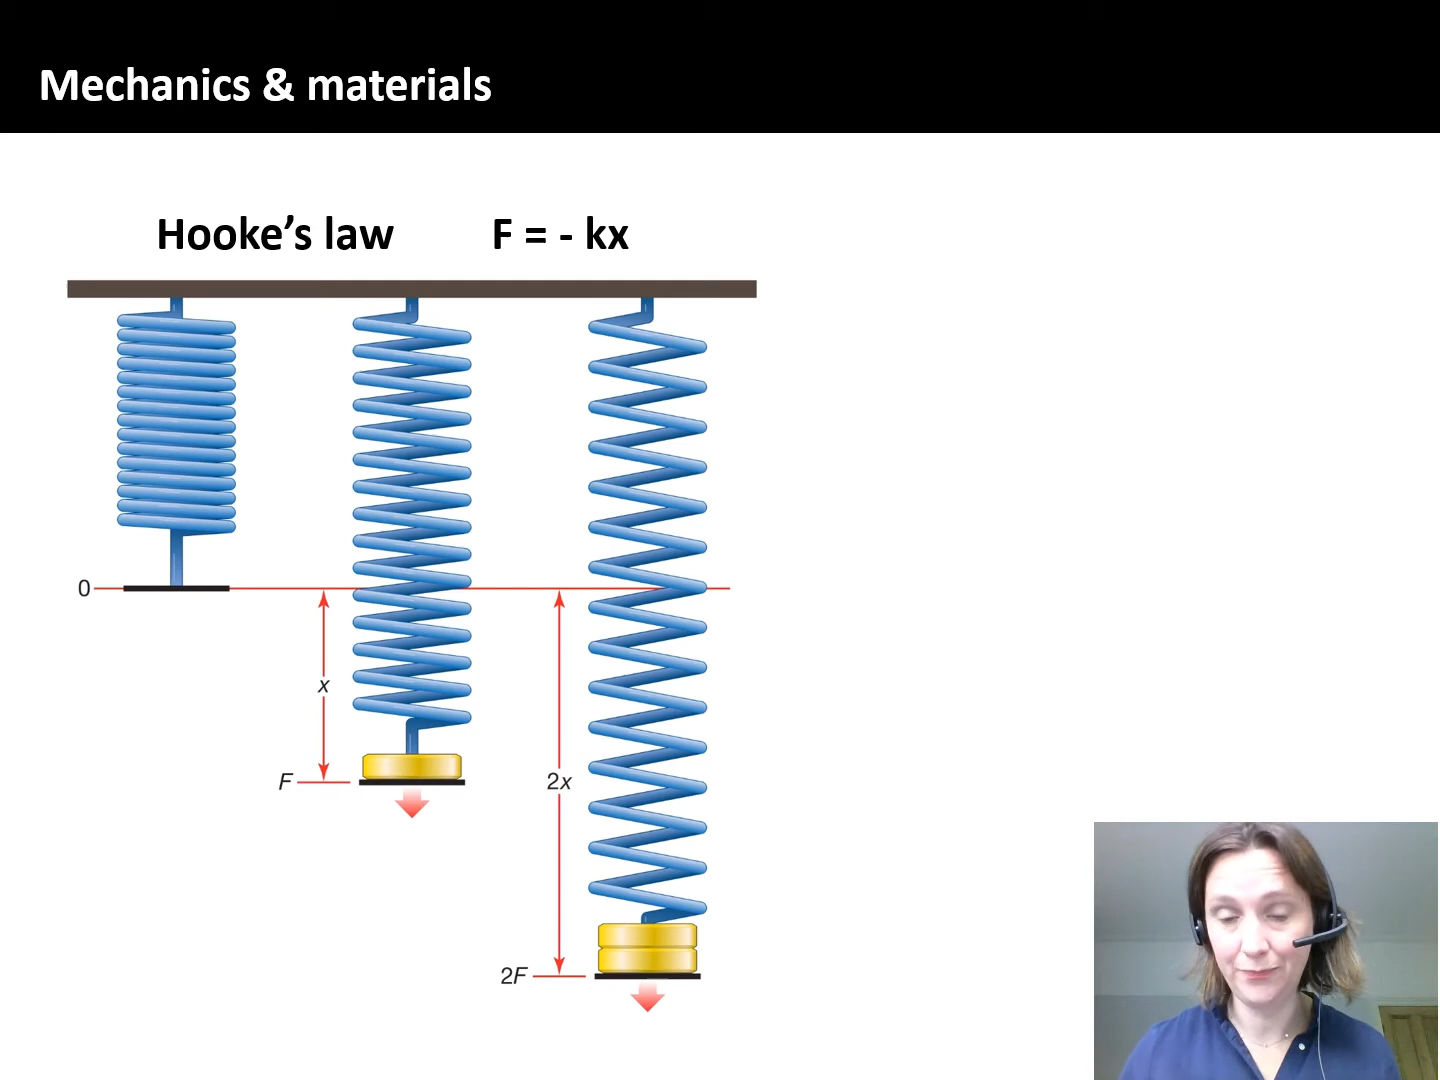 Mechanics & materials
Hooke’s law F = - kx
0
x
F
2x
2F